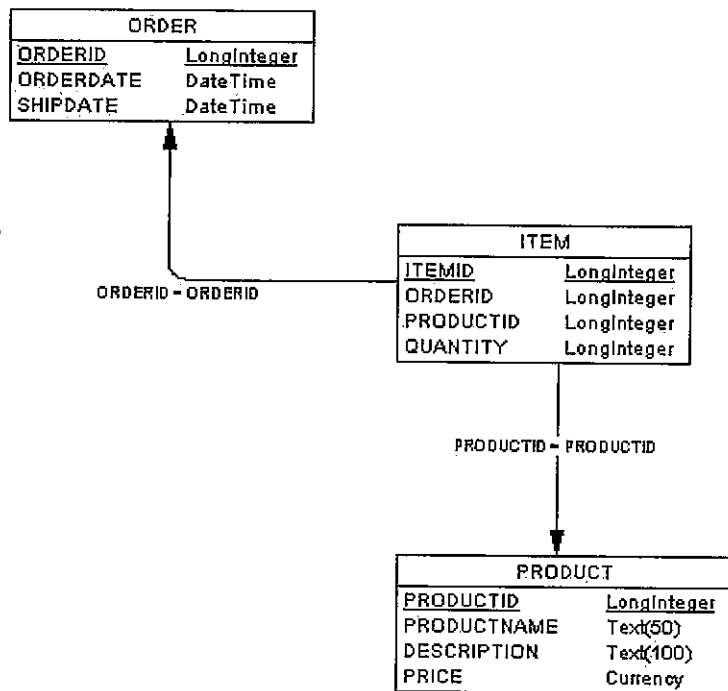 ORDER
ORDERID LongInteger
ORDERDATE DateTime
SHIPDATE DateTime
ORDERID = ORDERID
ITEM
ITEMID LongInteger
ORDERID LongInteger
PRODUCTID LongInteger
QUANTITY LongInteger
PRODUCTID = PRODUCTID
PRODUCT
PRODUCTID LongInteger
PRODUCTNAME Text(50)
DESCRIPTION Text(100)
PRICE Currency